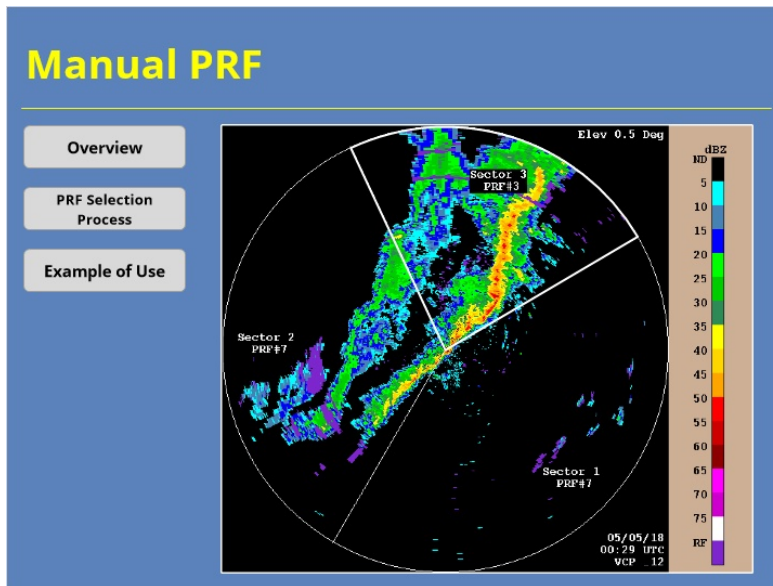 Manual PRF
Overview
PRF Selection
Process
Example of Use
Elev 0.5 Deg
Sector 3
PRF#3
Sector 2
PRF#7
Sector 1
PRF#7
05/05/18
00:29 UTC
VCP 12
dBZ
ND
5
10
15
20
25
30
35
40
45
50
55
60
65
70
75
RF